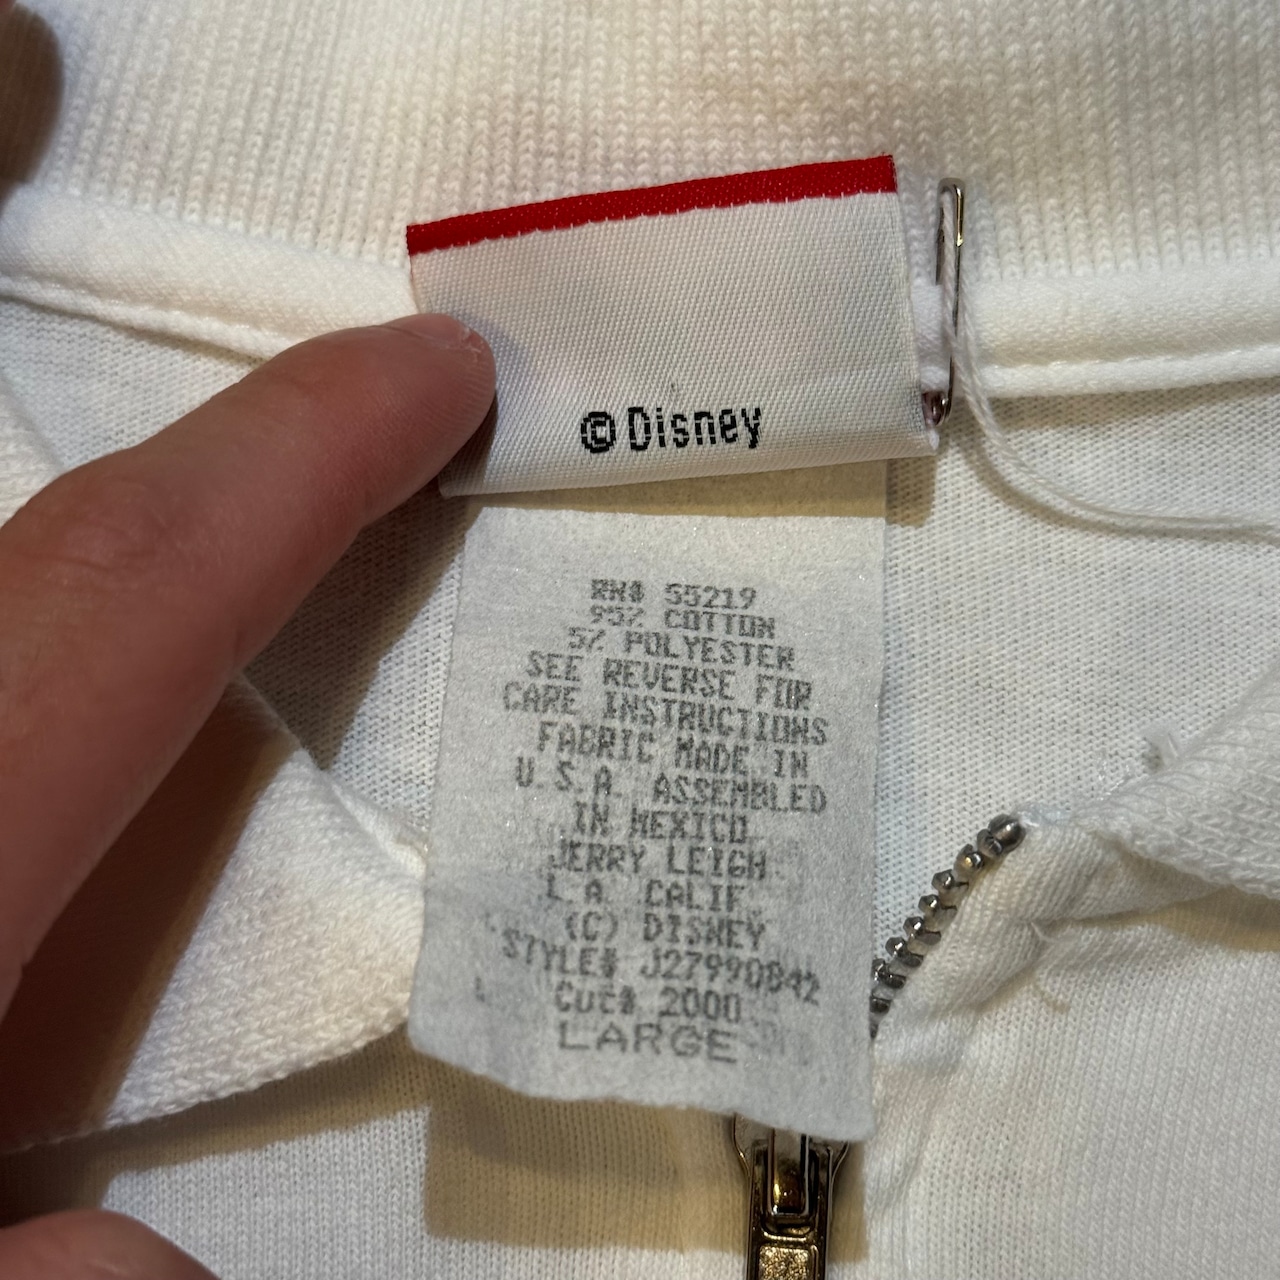 ©Disney
RN# 55219
95% COTTON
5% POLYESTER
SEE REVERSE FOR
CARE INSTRUCTIONS
FABRIC MADE IN
U.S.A. ASSEMBLED
IN MEXICO
JERRY LEIGH
L.A. CALIF.
(C) DISNEY
STYLE# J27990842
Cut# 2000
LARGE